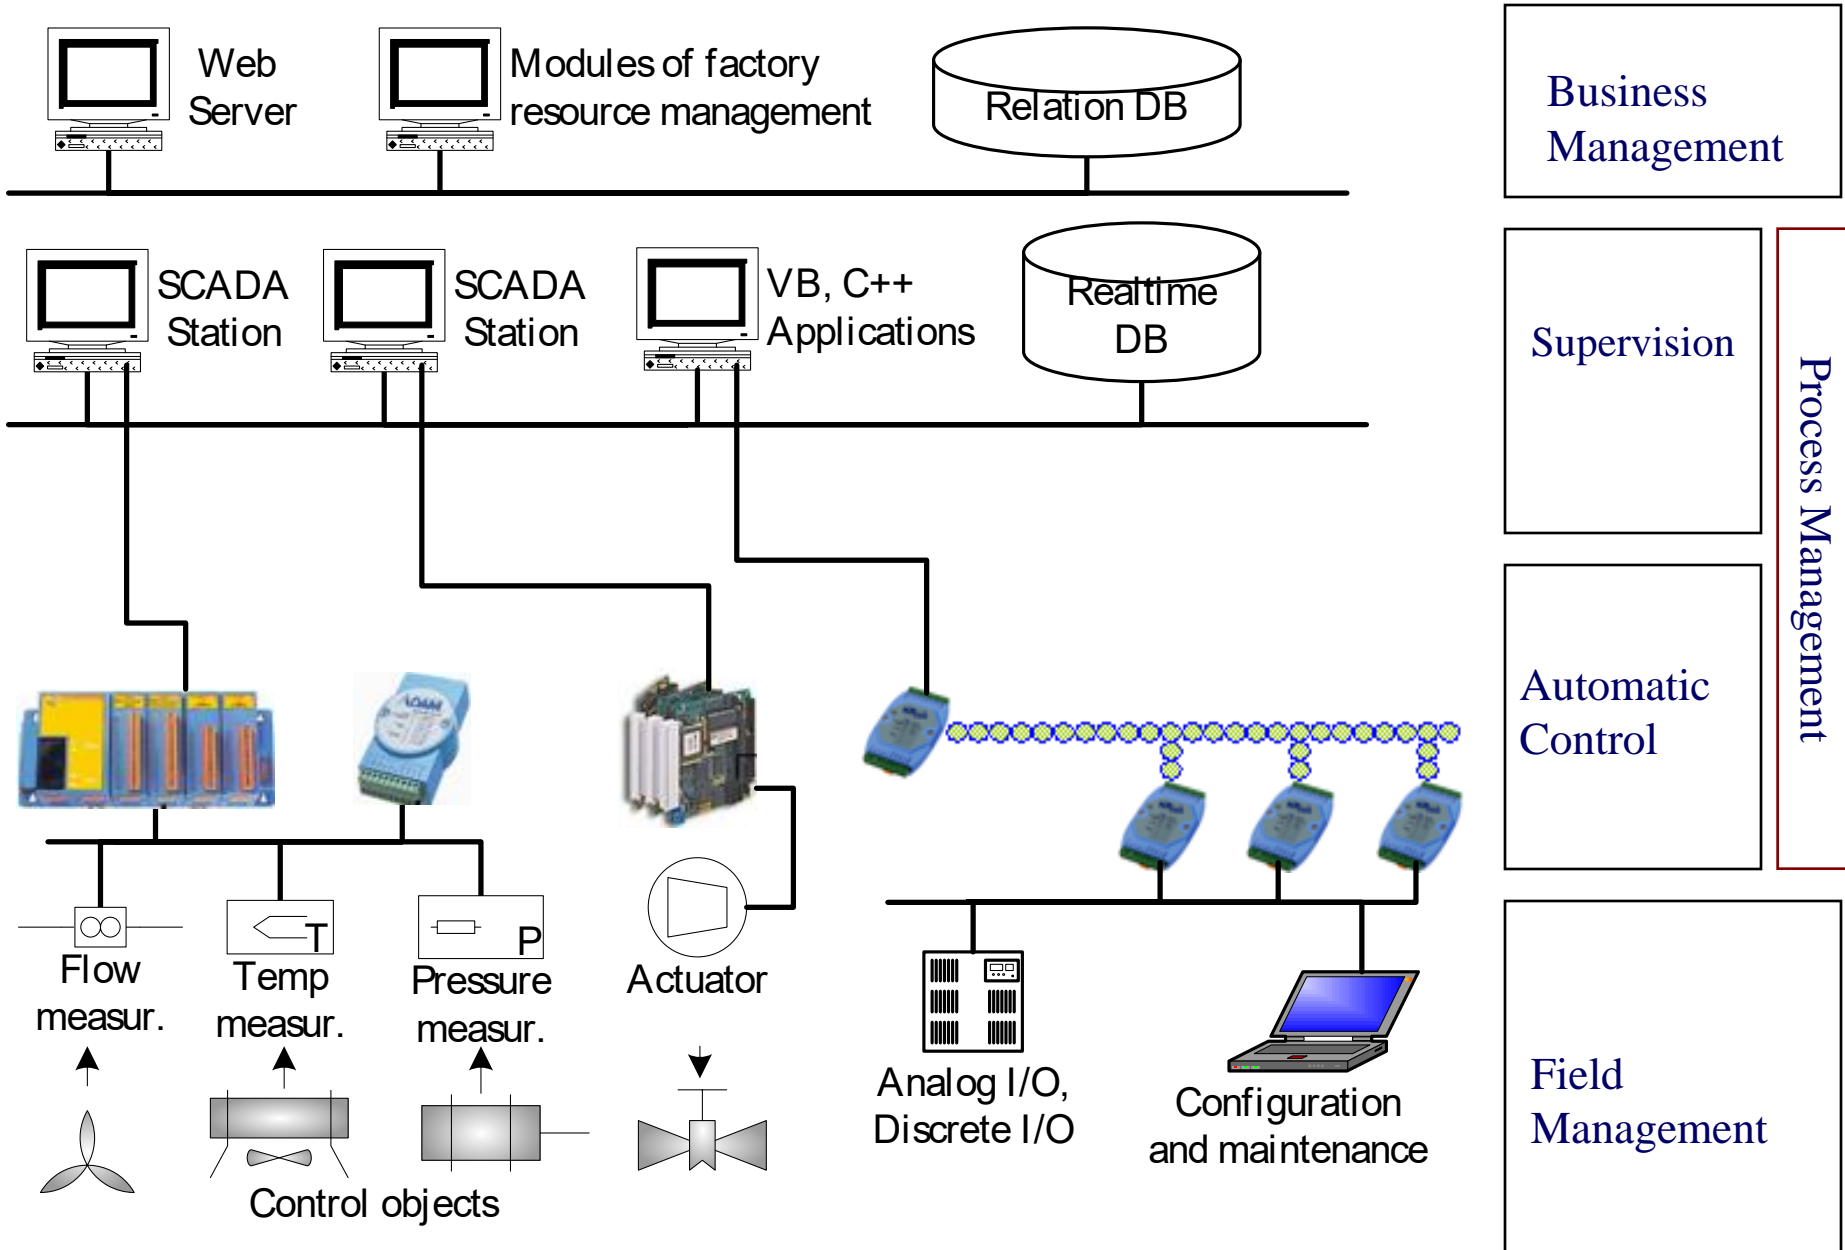 Web
Server
Modules of factory
resource management
Relation DB
Business
Management
SCADA
Station
SCADA
Station
VB, C++
Applications
Realtime
DB
Supervision
Process Management
Automatic
Control
T
P
Flow
measur.
Temp
measur.
Pressure
measur.
Actuator
Analog I/O,
Discrete I/O
Configuration
and maintenance
Control objects
Field
Management